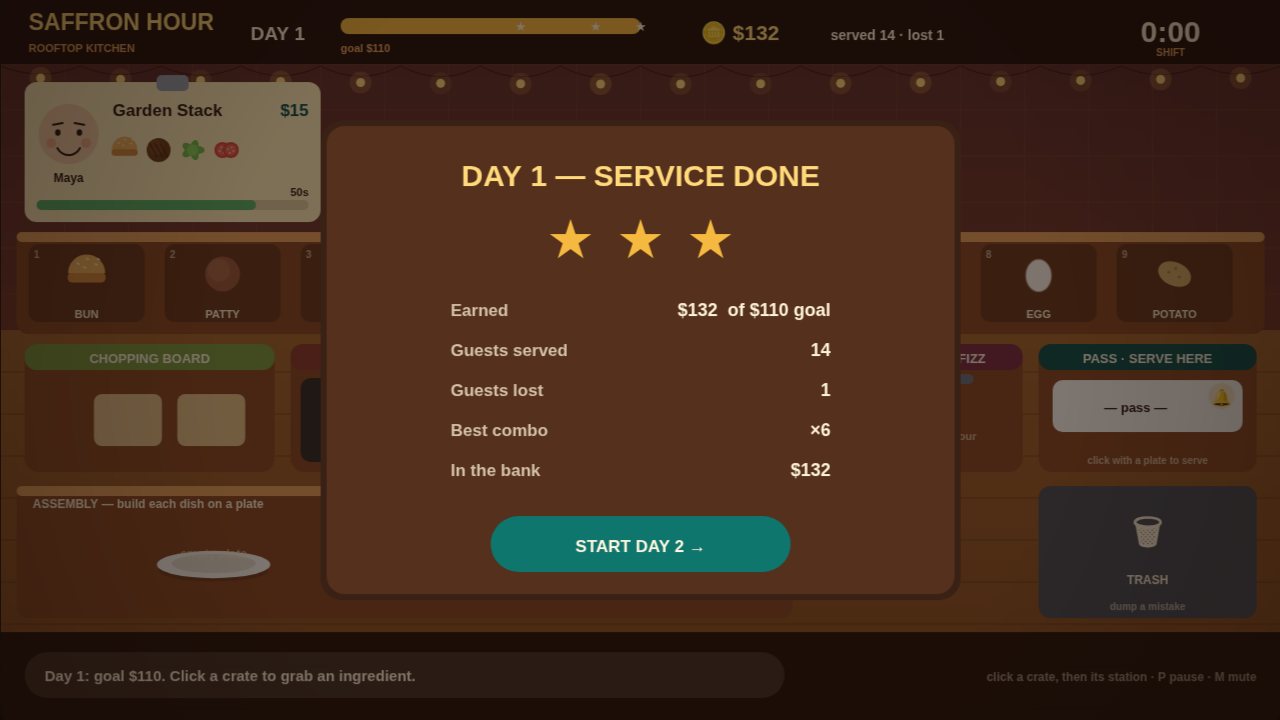 SAFFRON HOUR
ROOFTOP KITCHEN
DAY 1
goal $110
$132
served 14 · lost 1
0:00
SHIFT
Garden Stack
$15
Maya
50s
DAY 1 — SERVICE DONE
Earned
$132 of $110 goal
Guests served
14
Guests lost
1
Best combo
×6
In the bank
$132
START DAY 2 →
1
BUN
2
PATTY
3
8
EGG
9
POTATO
CHOPPING BOARD
FIZZ
PASS · SERVE HERE
— pass —
click with a plate to serve
ASSEMBLY — build each dish on a plate
TRASH
dump a mistake
Day 1: goal $110. Click a crate to grab an ingredient.
click a crate, then its station · P pause · M mute